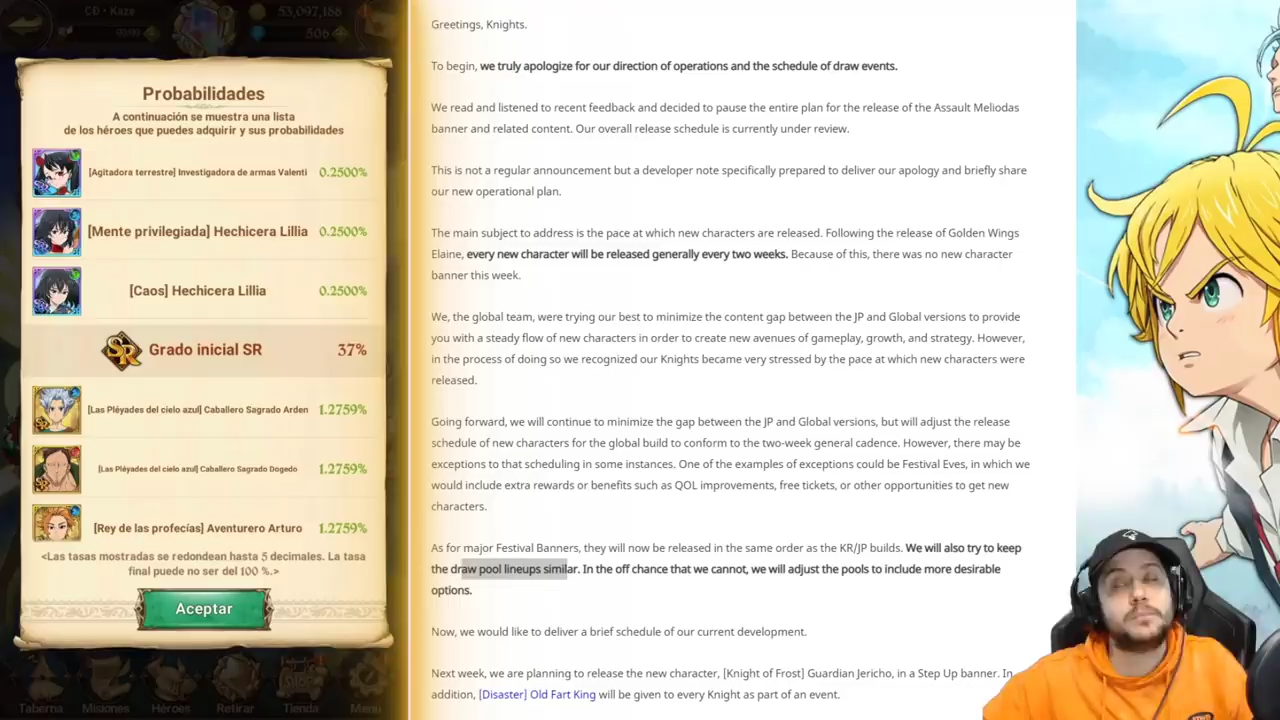 CD • Kaze
53,097,188
506
Probabilidades
A continuación se muestra una lista
de los héroes que puedes adquirir y sus probabilidades
[Agitadora terrestre] Investigadora de armas Valenti 0.2500%
[Mente privilegiada] Hechicera Lillia 0.2500%
[Caos] Hechicera Lillia 0.2500%
SR Grado inicial SR 37%
[Las Pléyades del cielo azul] Caballero Sagrado Arden 1.2759%
[Las Pléyades del cielo azul] Caballero Sagrado Dogedo 1.2759%
[Rey de las profecías] Aventurero Arturo 1.2759%
<Las tasas mostradas se redondean hasta 5 decimales. La tasa
final puede no ser del 100 %.>
Aceptar
Taberna Misiones Héroes Retirar Tienda Menú
Greetings, Knights.
To begin, we truly apologize for our direction of operations and the schedule of draw events.
We read and listened to recent feedback and decided to pause the entire plan for the release of the Assault Meliodas
banner and related content. Our overall release schedule is currently under review.
This is not a regular announcement but a developer note specifically prepared to deliver our apology and briefly share
our new operational plan.
The main subject to address is the pace at which new characters are released. Following the release of Golden Wings
Elaine, every new character will be released generally every two weeks. Because of this, there was no new character
banner this week.
We, the global team, were trying our best to minimize the content gap between the JP and Global versions to provide
you with a steady flow of new characters in order to create new avenues of gameplay, growth, and strategy. However,
in the process of doing so we recognized our Knights became very stressed by the pace at which new characters were
released.
Going forward, we will continue to minimize the gap between the JP and Global versions, but will adjust the release
schedule of new characters for the global build to conform to the two-week general cadence. However, there may be
exceptions to that scheduling in some instances. One of the examples of exceptions could be Festival Eves, in which we
would include extra rewards or benefits such as QOL improvements, free tickets, or other opportunities to get new
characters.
As for major Festival Banners, they will now be released in the same order as the KR/JP builds. We will also try to keep
the draw pool lineups similar. In the off chance that we cannot, we will adjust the pools to include more desirable
options.
Now, we would like to deliver a brief schedule of our current development.
Next week, we are planning to release the new character, [Knight of Frost] Guardian Jericho, in a Step Up banner. In
addition, [Disaster] Old Fart King will be given to every Knight as part of an event.